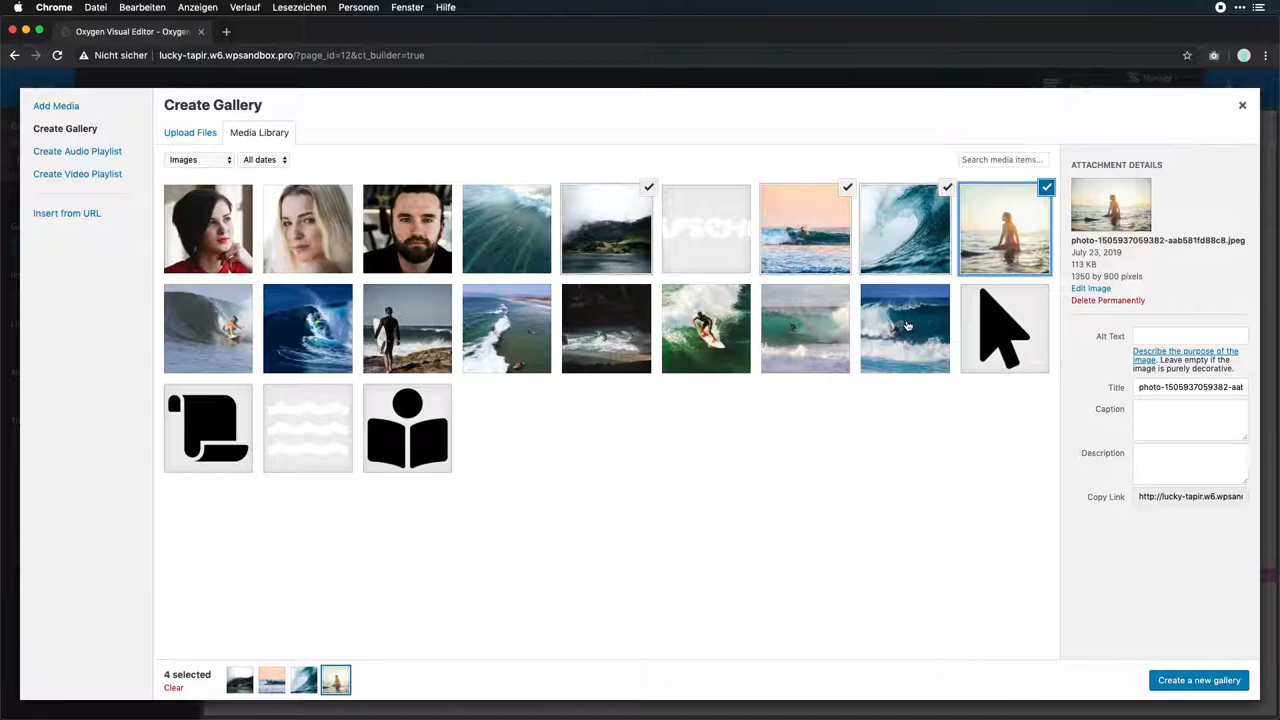 Chrome Datei Bearbeiten Anzeigen Verlauf Lesezeichen Personen Fenster Hilfe
Oxygen Visual Editor - Oxygen
Nicht sicher lucky-tapir.w6.wpsandbox.pro/?page_id=12&ct_builder=true
Manage
Add Media
Create Gallery
Create Audio Playlist
Create Video Playlist
Insert from URL
Create Gallery
Upload Files Media Library
Images All dates Search media items...
ATTACHMENT DETAILS
photo-1505937059382-aab581fd88c8.jpeg
July 23, 2019
113 KB
1350 by 900 pixels
Edit Image
Delete Permanently
Alt Text
Describe the purpose of the
image. Leave empty if the
image is purely decorative.
Title photo-1505937059382-aab
Caption
Description
Copy Link http://lucky-tapir.w6.wpsand
4 selected
Clear
Create a new gallery